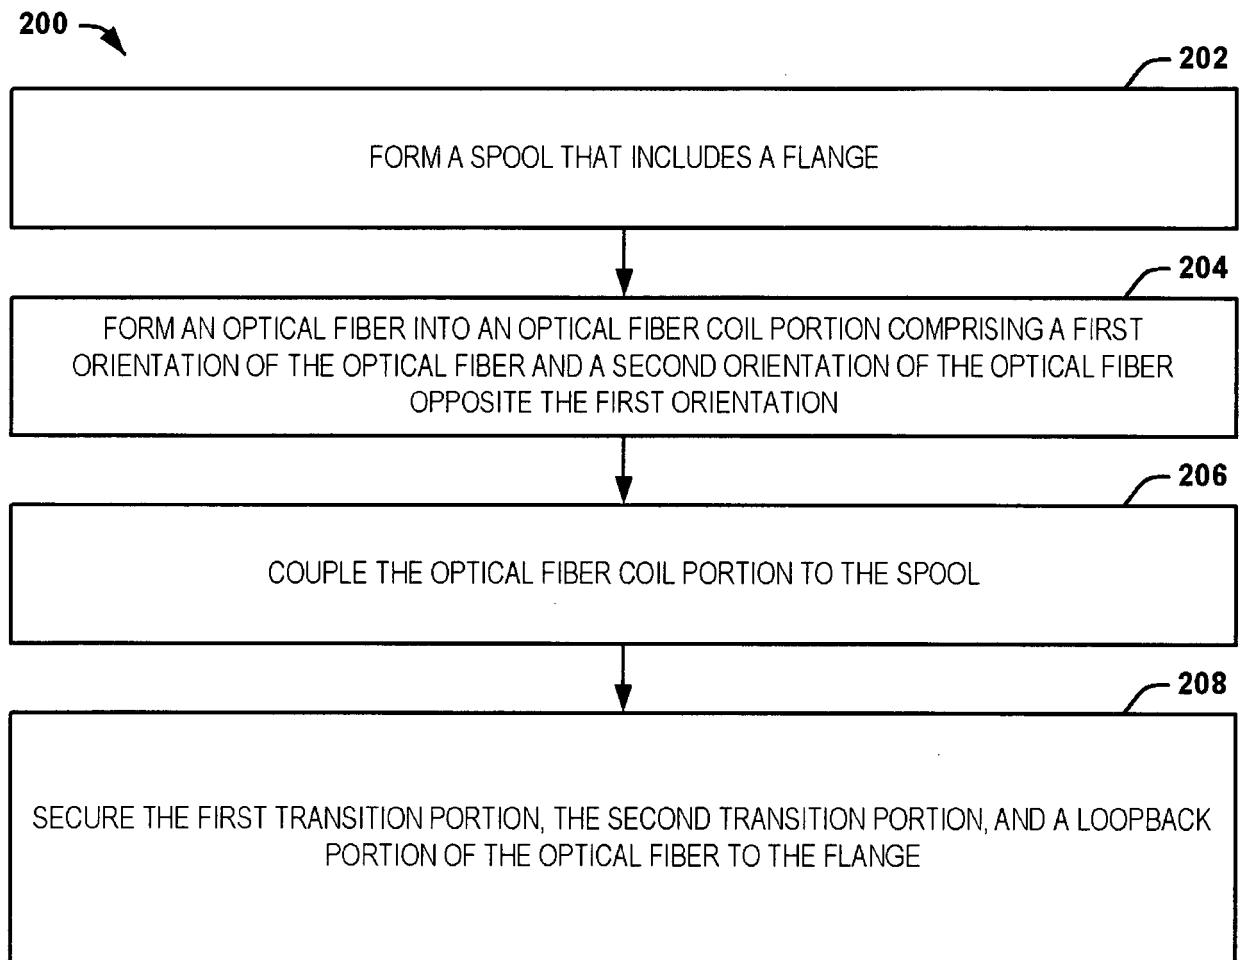 200
202
FORM A SPOOL THAT INCLUDES A FLANGE
204
FORM AN OPTICAL FIBER INTO AN OPTICAL FIBER COIL PORTION COMPRISING A FIRST
ORIENTATION OF THE OPTICAL FIBER AND A SECOND ORIENTATION OF THE OPTICAL FIBER
OPPOSITE THE FIRST ORIENTATION
206
COUPLE THE OPTICAL FIBER COIL PORTION TO THE SPOOL
208
SECURE THE FIRST TRANSITION PORTION, THE SECOND TRANSITION PORTION, AND A LOOPBACK
PORTION OF THE OPTICAL FIBER TO THE FLANGE